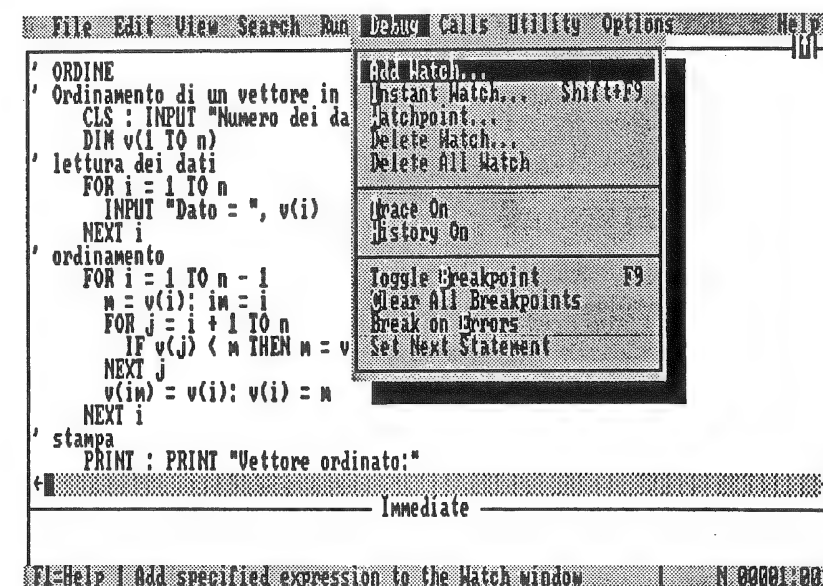 File Edit View Search Run Debug Calls Utility Options Help
' ORDINE
' Ordinamento di un vettore in
CLS : INPUT "Numero dei da
DIM v(1 TO n)
' lettura dei dati
FOR i = 1 TO n
INPUT "Dato = ", v(i)
NEXT i
' ordinamento
FOR i = 1 TO n - 1
m = v(i): im = i
FOR j = i + 1 TO n
IF v(j) < m THEN m = v
NEXT j
v(im) = v(i): v(i) = m
NEXT i
' stampa
PRINT : PRINT "Vettore ordinato:"
Add Watch...
Instant Watch... Shift+F9
Watchpoint...
Delete Watch...
Delete All Watch
Trace On
History On
Toggle Breakpoint F9
Clear All Breakpoints
Break on Errors
Set Next Statement
Immediate
F1=Help | Add specified expression to the Watch window | N 00001:00